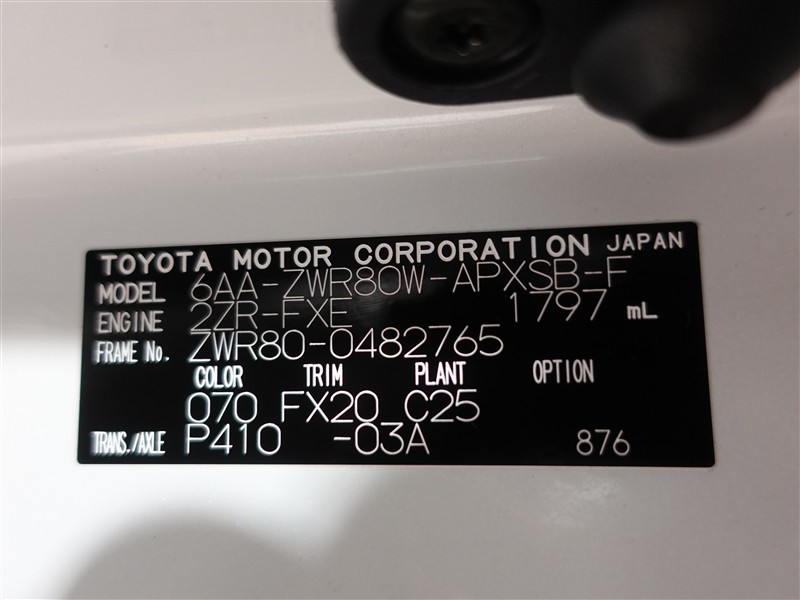 TOYOTA MOTOR CORPORATION JAPAN
MODEL 6AA-ZWR80W-APXSB-F
ENGINE 2ZR-FXE 1797 mL
FRAME No. ZWR80-0482765
COLOR TRIM PLANT OPTION
070 FX20 C25
TRANS./AXLE P410 -03A 876